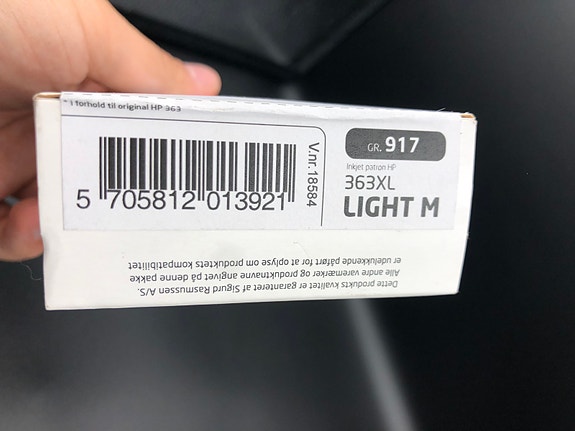 * i forhold til original HP 363
5 705812 013921
V.nr. 18584
GR. 917
Inkjet patron HP
363XL
LIGHT M
Dette produkts kvalitet er garanteret af Sigurd Rasmussen A/S.
Alle andre varemærker og produktnavne angivet på denne pakke
er udelukkende påført for at oplyse om produktets kompatibilitet